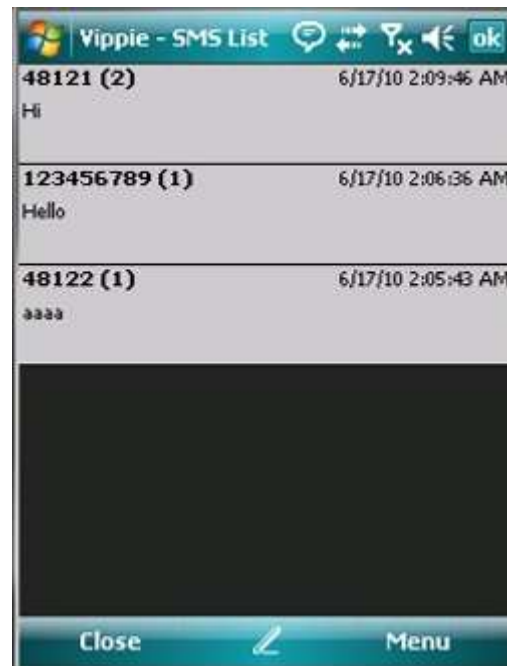 Vippie - SMS List ok
48121 (2) 6/17/10 2:09:46 AM
Hi
123456789 (1) 6/17/10 2:06:36 AM
Hello
48122 (1) 6/17/10 2:05:43 AM
aaaa
Close Menu